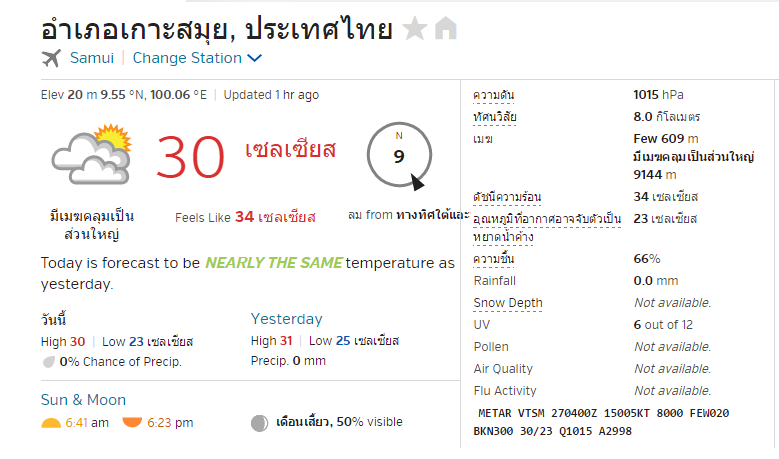 อำเภอเกาะสมุย, ประเทศไทย
Samui | Change Station
Elev 20 m 9.55 °N, 100.06 °E | Updated 1 hr ago
30 เซลเซียส
N
9
มีเมฆคลุมเป็น
ส่วนใหญ่
Feels Like 34 เซลเซียส
ลม from ทางทิศใต้และ
Today is forecast to be NEARLY THE SAME temperature as
yesterday.
วันนี้
High 30 | Low 23 เซลเซียส
0% Chance of Precip.
Yesterday
High 31 | Low 25 เซลเซียส
Precip. 0 mm
Sun & Moon
6:41 am 6:23 pm เดือนเสี้ยว, 50% visible
ความดัน 1015 hPa
ทัศนวิสัย 8.0 กิโลเมตร
เมฆ Few 609 m
มีเมฆคลุมเป็นส่วนใหญ่
9144 m
ดัชนีความร้อน 34 เซลเซียส
อุณหภูมิที่อากาศอาจจับตัวเป็น 23 เซลเซียส
หยาดน้ำค้าง
ความชื้น 66%
Rainfall 0.0 mm
Snow Depth Not available.
UV 6 out of 12
Pollen Not available.
Air Quality Not available.
Flu Activity Not available.
METAR VTSM 270400Z 15005KT 8000 FEW020
BKN300 30/23 Q1015 A2998